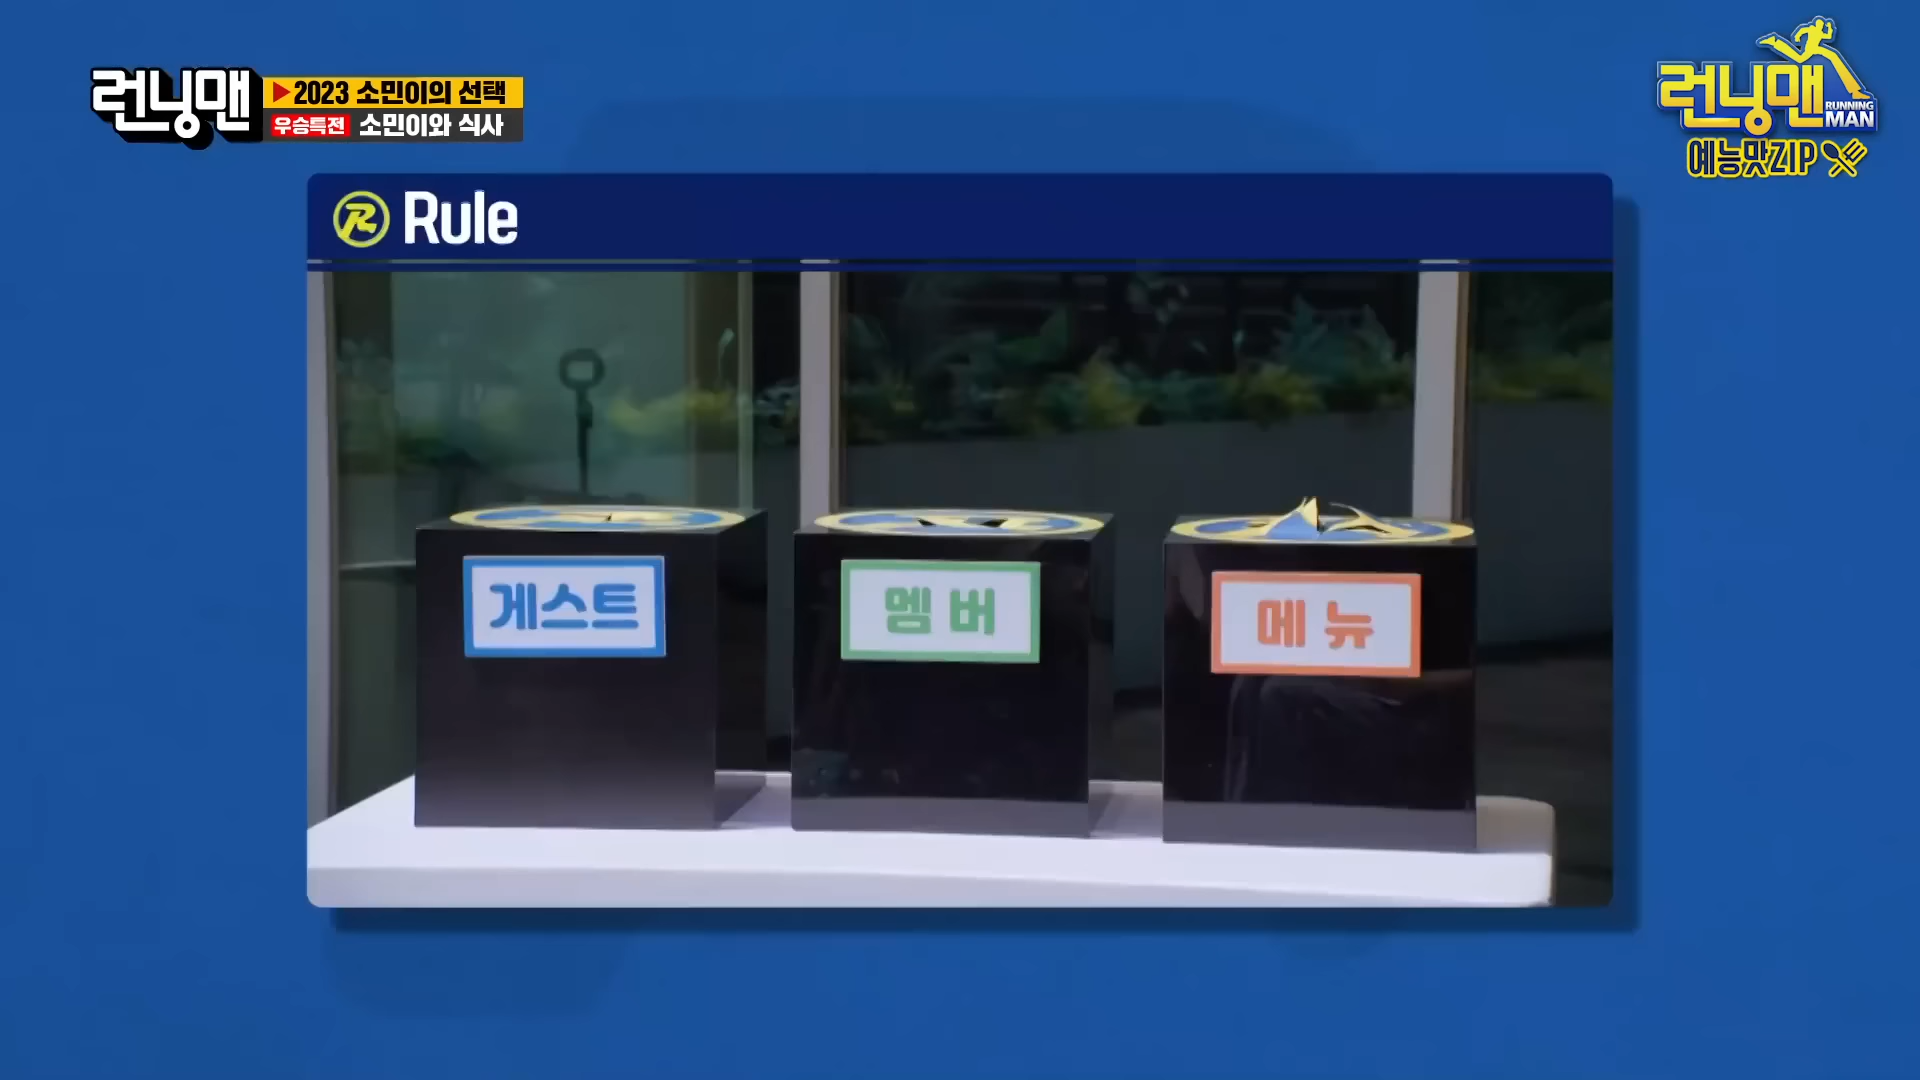 런닝맨
▶2023 소민이의 선택
우승특전 소민이와 식사
런닝맨
RUNNING MAN
예능맛ZIP
R Rule
게스트
멤버
메뉴